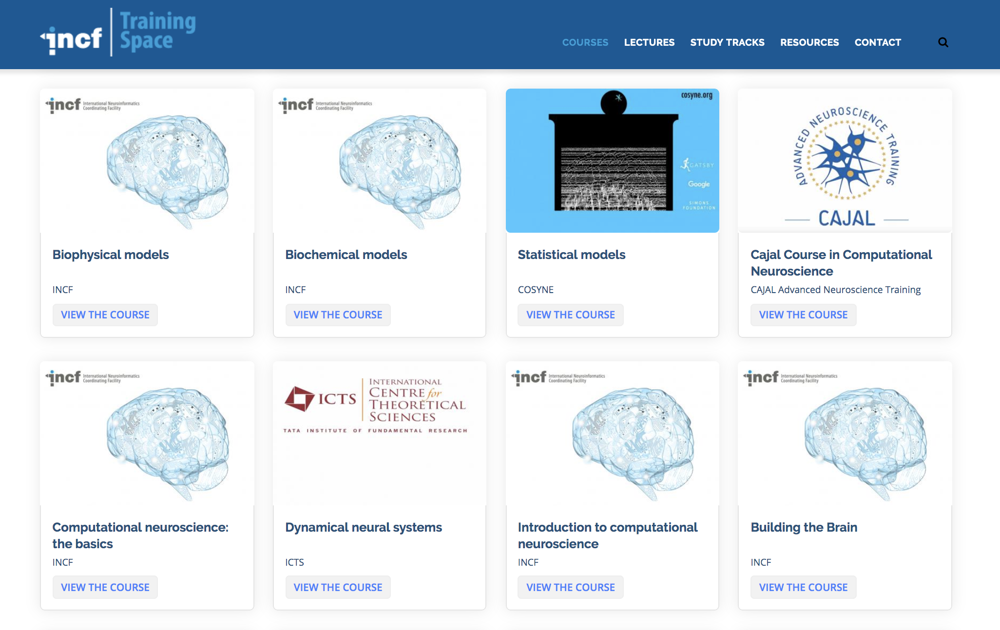 incf
Training
Space
COURSES LECTURES STUDY TRACKS RESOURCES CONTACT
incf International Neuroinformatics
Coordinating Facility
Biophysical models
INCF
VIEW THE COURSE
incf International Neuroinformatics
Coordinating Facility
Biochemical models
INCF
VIEW THE COURSE
cosyne.org
GATSBY
Google
SIMONS
FOUNDATION
Statistical models
COSYNE
VIEW THE COURSE
ADVANCED NEUROSCIENCE TRAINING
CAJAL
Cajal Course in Computational
Neuroscience
CAJAL Advanced Neuroscience Training
VIEW THE COURSE
incf International Neuroinformatics
Coordinating Facility
Computational neuroscience:
the basics
INCF
VIEW THE COURSE
ICTS
INTERNATIONAL
CENTRE for
THEORETICAL
SCIENCES
TATA INSTITUTE OF FUNDAMENTAL RESEARCH
Dynamical neural systems
ICTS
VIEW THE COURSE
incf International Neuroinformatics
Coordinating Facility
Introduction to computational
neuroscience
INCF
VIEW THE COURSE
incf International Neuroinformatics
Coordinating Facility
Building the Brain
INCF
VIEW THE COURSE